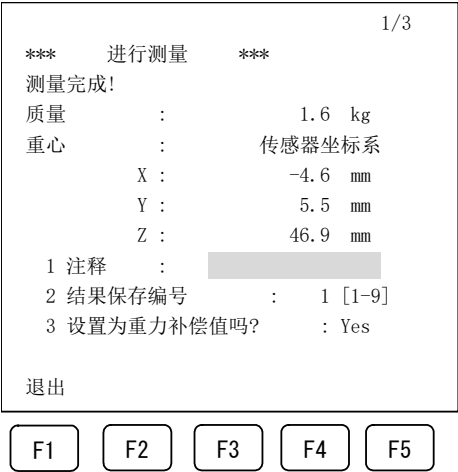 1/3
*** 进行测量 ***
测量完成!
质量 : 1.6 kg
重心 : 传感器坐标系
X : -4.6 mm
Y : 5.5 mm
Z : 46.9 mm
1 注释 :
2 结果保存编号 : 1 [1-9]
3 设置为重力补偿值吗? : Yes
退出
F1 F2 F3 F4 F5